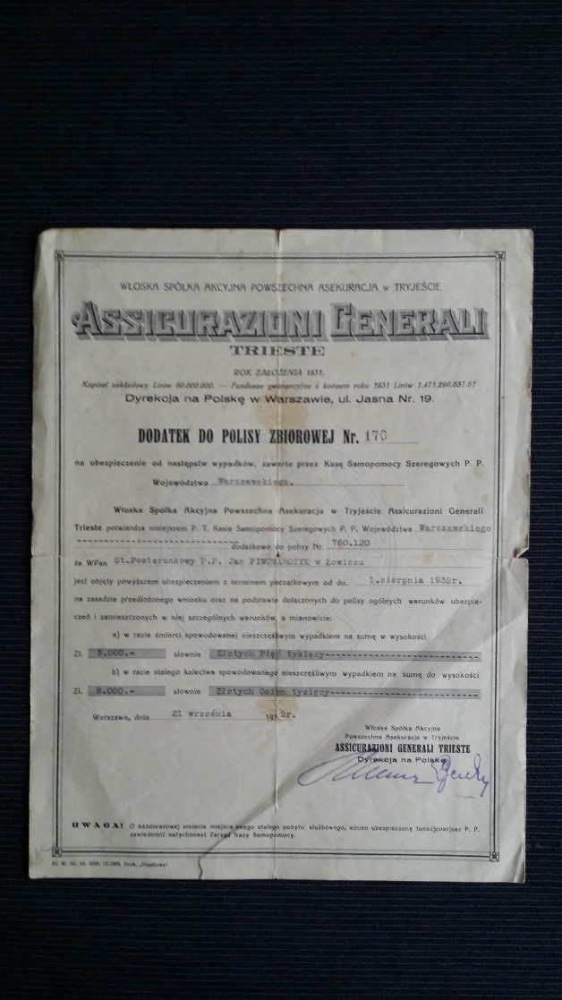 WŁOSKA SPÓŁKA AKCYJNA POWSZECHNA ASEKURACJA w TRYJEŚCIE
ASSICURAZIONI GENERALI
TRIESTE
ROK ZAŁOŻENIA 1831.
Kapitał zakładowy Lirów 60.000.000. — Fundusze gwarancyjne z końcem roku 1931 Lirów 1,471.296.637.61
Dyrekcja na Polskę w Warszawie, ul. Jasna Nr. 19.
DODATEK DO POLISY ZBIOROWEJ Nr. 170
na ubezpieczenie od następstw wypadków, zawarte przez Kasę Samopomocy Szeregowych P. P.
Województwa Warszawskiego.
Włoska Spółka Akcyjna Powszechna Asekuracja w Tryjeście Assicurazioni Generali
Trieste potwierdza niniejszem P. T. Kasie Samopomocy Szeregowych P. P. Województwa Warszawskiego
dodatkowo do polisy Nr. 760.120
że WPan St.Posterunkowy P.P. Jan PIWOWARCZYK w Łowiczu
jest objęty powyższem ubezpieczeniem z terminem początkowym od dn. 1.sierpnia 1932r.
na zasadzie przedłożonego wniosku oraz na podstawie dołączonych do polisy ogólnych warunków ubezpie-
czeń i zamieszczonych w niej szczególnych warunków, a mianowicie:
a) w razie śmierci spowodowanej nieszczęśliwym wypadkiem na sumę w wysokości
Zł. 5.000.- słownie Złotych Pięć tysięcy
b) w razie stałego kalectwa spowodowanego nieszczęśliwym wypadkiem na sumę do wysokości
Zł. 8.000.- słownie Złotych Osiem tysięcy
Warszawa, dnia 21 września 1932r.
Włoska Spółka Akcyjna
Powszechna Asekuracja w Tryjeście
ASSICURAZIONI GENERALI TRIESTE
Dyrekcja na Polskę
UWAGA! O każdorazowej zmianie miejsca swego stałego pobytu służbowego, winien ubezpieczony funkcjonarjusz P. P.
zawiadomić natychmiast Zarząd Kasy Samopomocy.
Pl. W. Nr. 42. 5000. Druk. „Handlowa".